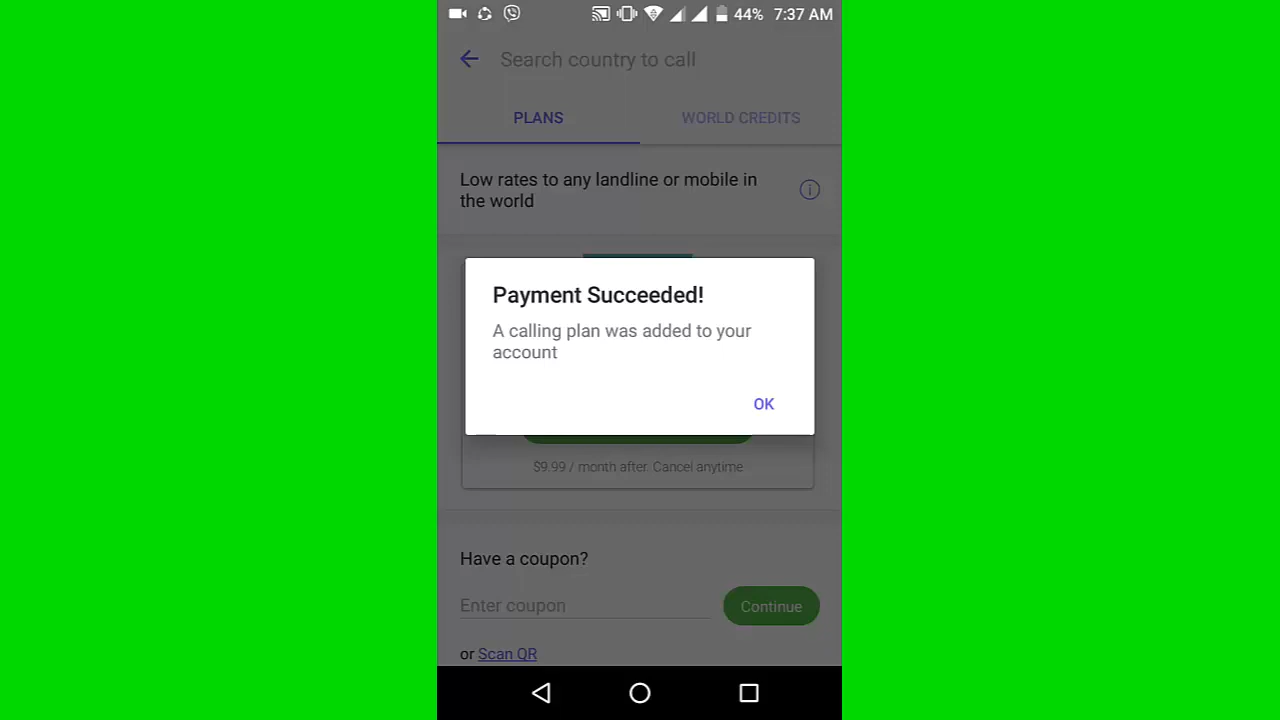 44% 7:37 AM
Search country to call
PLANS WORLD CREDITS
Low rates to any landline or mobile in
the world
Payment Succeeded!
A calling plan was added to your
account
OK
$9.99 / month after. Cancel anytime
Have a coupon?
Enter coupon Continue
or Scan QR